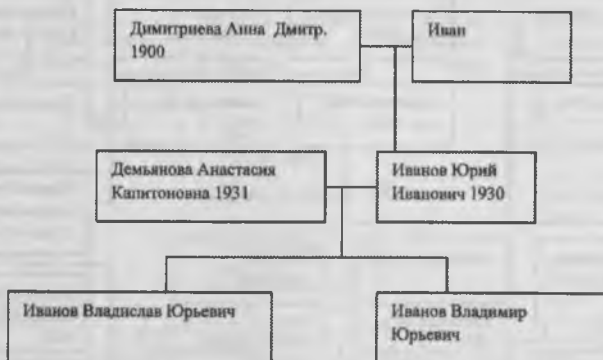 Димитриева Анна Дмитр.
1900
Иван
Демьянова Анастасия
Капитоновна 1931
Иванов Юрий
Иванович 1930
Иванов Владислав Юрьевич
Иванов Владимир
Юрьевич